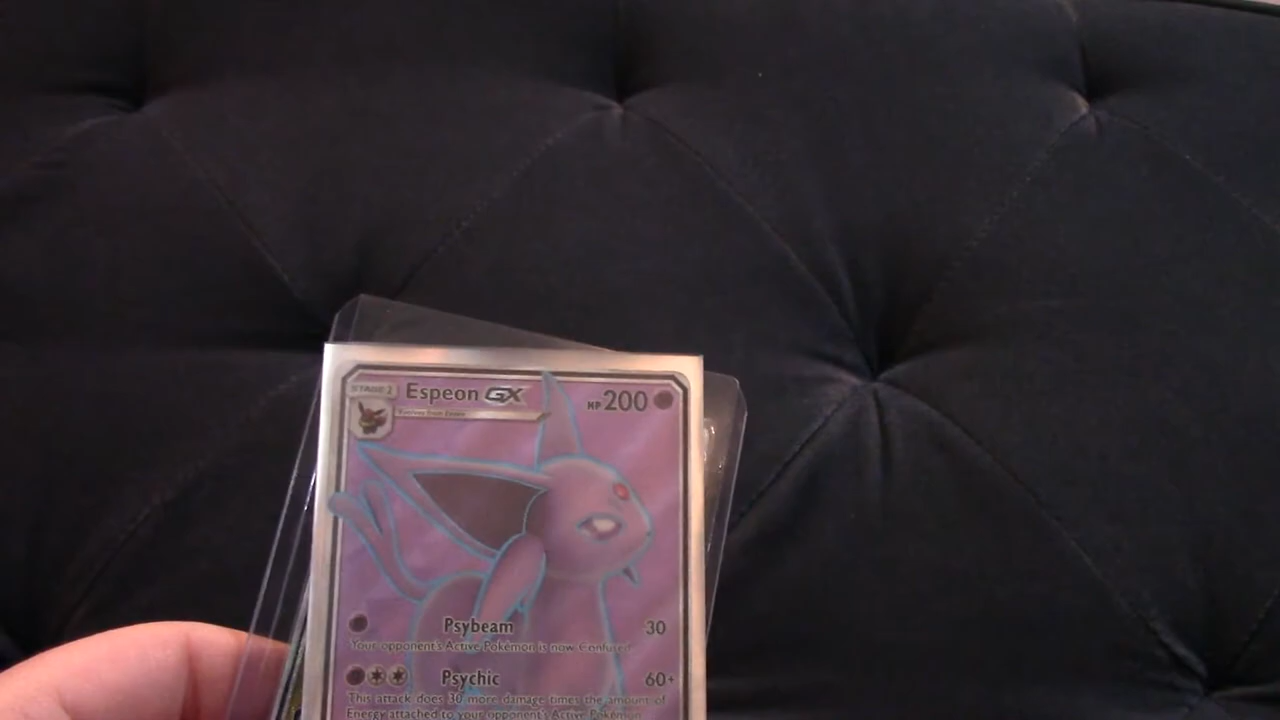 STAGE 1
Espeon GX
HP 200
Evolves from Eevee
Psybeam 30
Your opponent's Active Pokémon is now Confused.
Psychic 60+
This attack does 30 more damage times the amount of
Energy attached to your opponent's Active Pokémon.